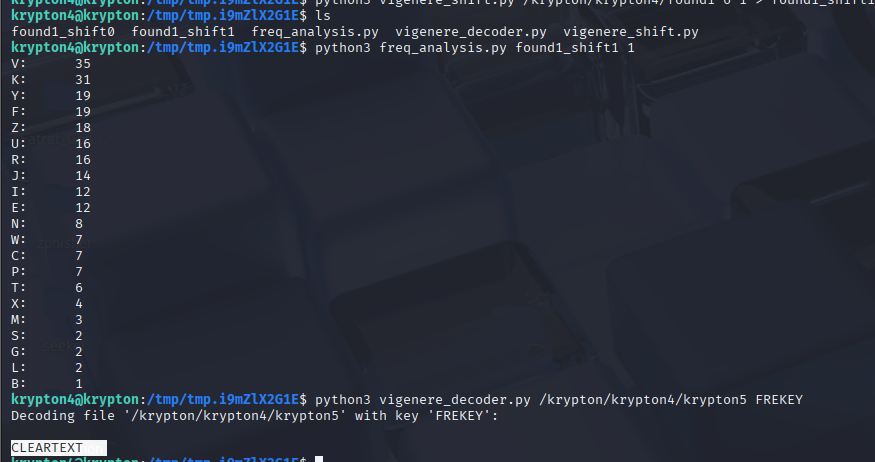 krypton4@krypton:/tmp/tmp.i9mZlX2G1E$ python3 vigenere_shift.py /krypton/krypton4/found1 6 1 > found1_shift1
krypton4@krypton:/tmp/tmp.i9mZlX2G1E$ ls
found1_shift0 found1_shift1 freq_analysis.py vigenere_decoder.py vigenere_shift.py
krypton4@krypton:/tmp/tmp.i9mZlX2G1E$ python3 freq_analysis.py found1_shift1 1
V: 35
K: 31
Y: 19
F: 19
Z: 18
U: 16
R: 16
J: 14
I: 12
E: 12
N: 8
W: 7
C: 7
P: 7
T: 6
X: 4
M: 3
S: 2
G: 2
L: 2
B: 1
krypton4@krypton:/tmp/tmp.i9mZlX2G1E$ python3 vigenere_decoder.py /krypton/krypton4/krypton5 FREKEY
Decoding file '/krypton/krypton4/krypton5' with key 'FREKEY':
CLEARTEXT
krypton4@krypton:/tmp/tmp.i9mZlX2G1E$